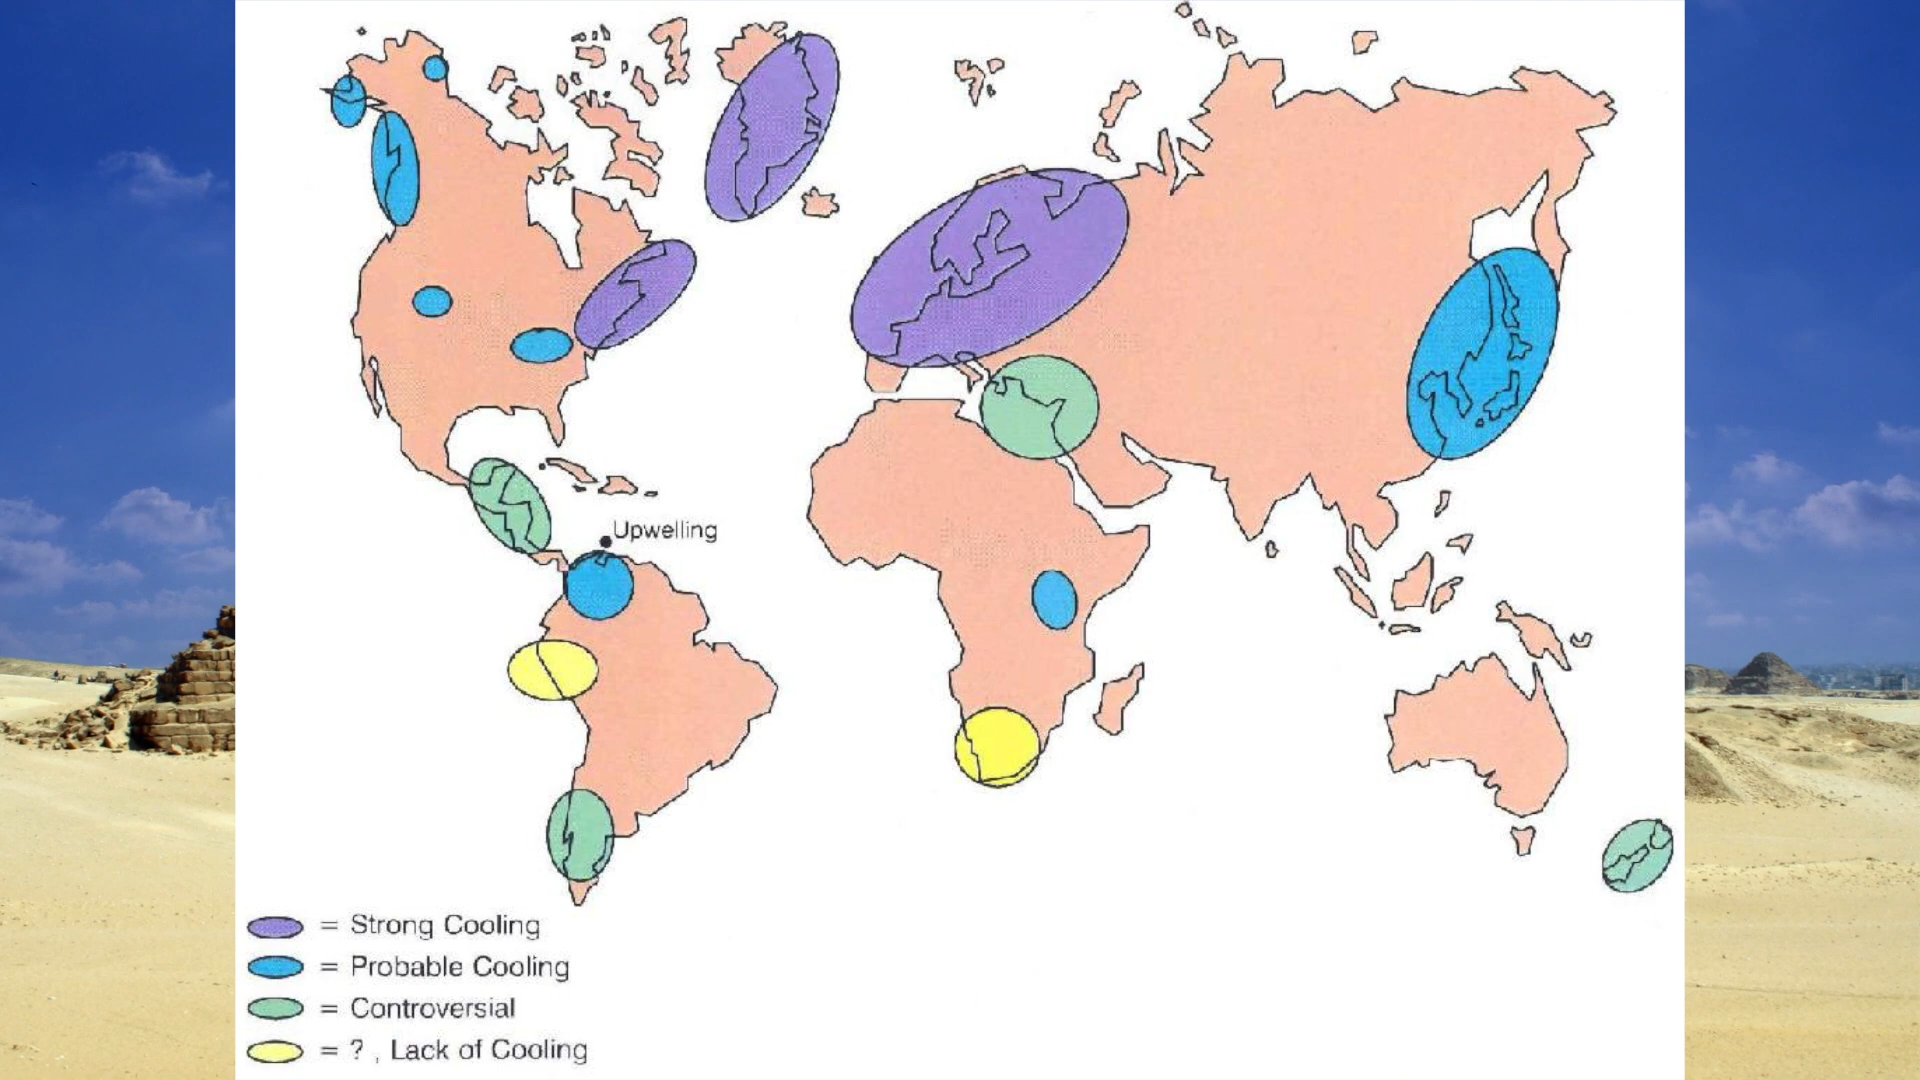 Upwelling
= Strong Cooling
= Probable Cooling
= Controversial
= ? , Lack of Cooling